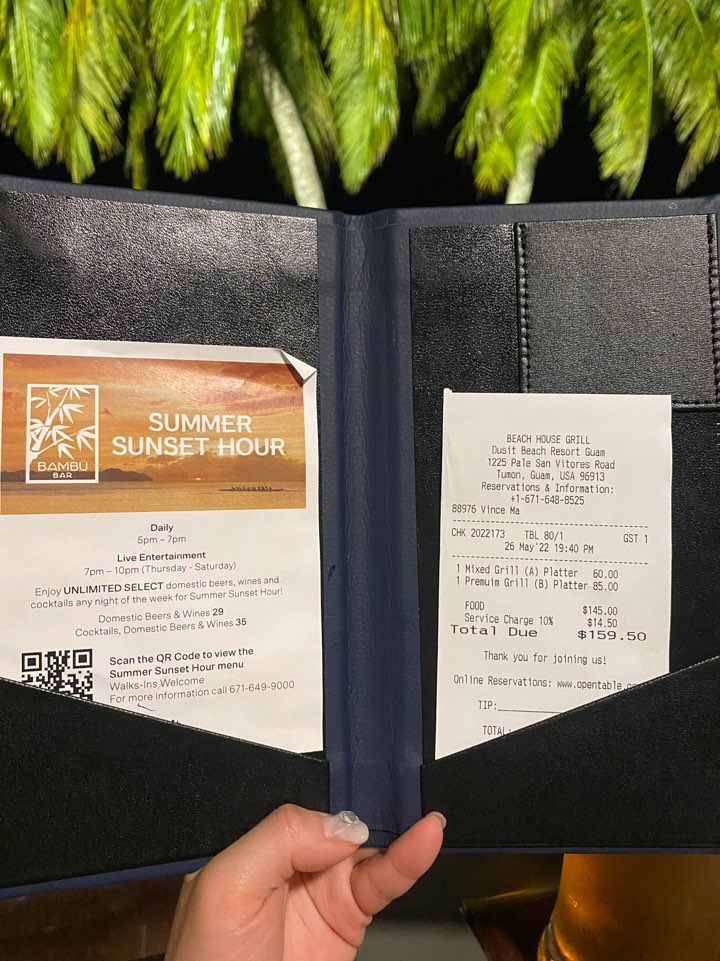 BAMBŪ
BAR
SUMMER
SUNSET HOUR
Daily
5pm – 7pm
Live Entertainment
7pm – 10pm (Thursday - Saturday)
Enjoy UNLIMITED SELECT domestic beers, wines and
cocktails any night of the week for Summer Sunset Hour!
Domestic Beers & Wines 29
Cocktails, Domestic Beers & Wines 35
Scan the QR Code to view the
Summer Sunset Hour menu
Walks-Ins Welcome
For more information call 671-649-9000
BEACH HOUSE GRILL
Dusit Beach Resort Guam
1225 Pale San Vitores Road
Tumon, Guam, USA 96913
Reservations & Information:
+1-671-648-8525
88976 Vince Ma
CHK 2022173 TBL 80/1 GST 1
26 May'22 19:40 PM
1 Mixed Grill (A) Platter 60.00
1 Premuim Grill (B) Platter 85.00
FOOD $145.00
Service Charge 10% $14.50
Total Due $159.50
Thank you for joining us!
Online Reservations: www.opentable.c
TIP:
TOTAL: